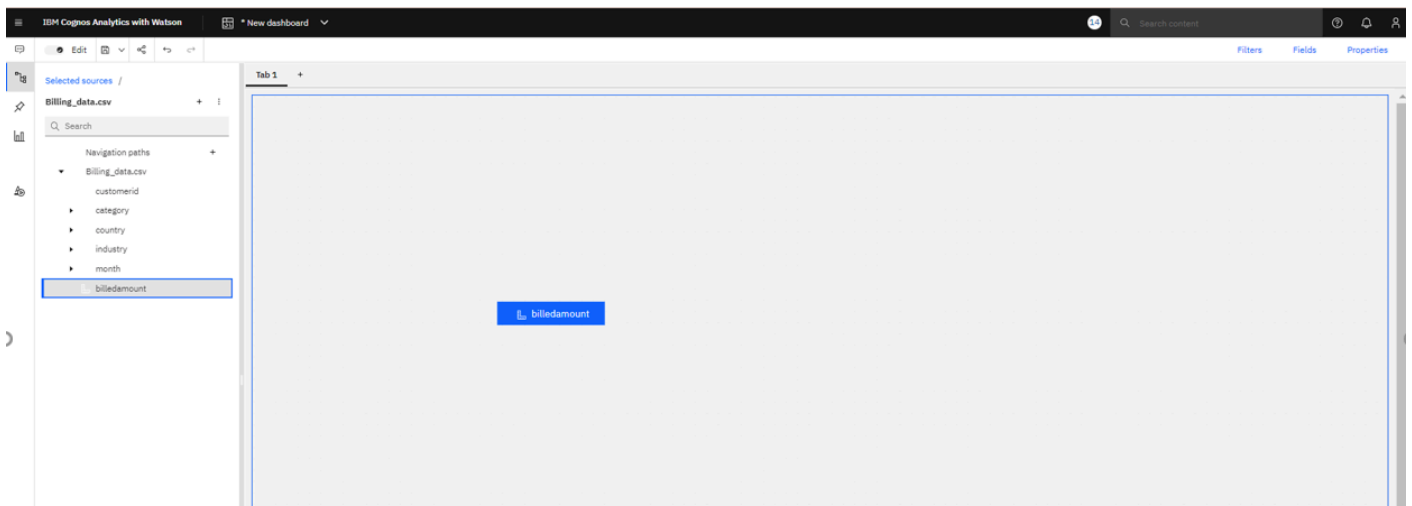 IBM Cognos Analytics with Watson
* New dashboard
14
Search content
Edit
Filters
Fields
Properties
Selected sources /
Tab 1 +
Billing_data.csv
Search
Navigation paths
Billing_data.csv
customerid
category
country
industry
month
billedamount
billedamount